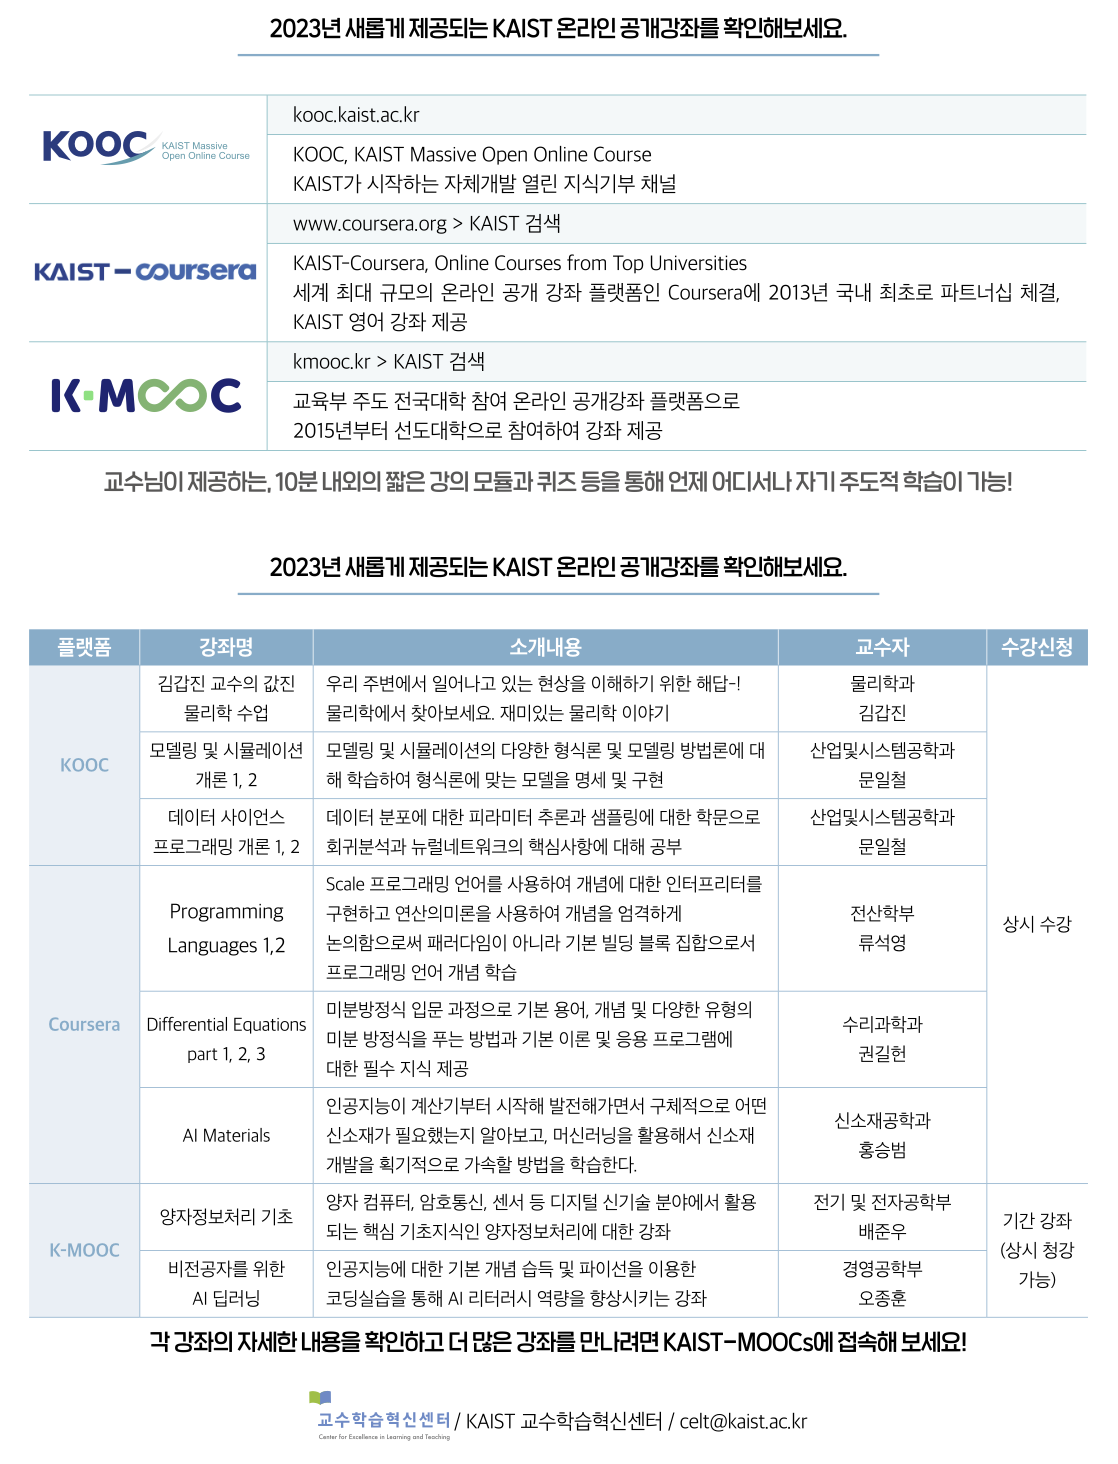 2023년 새롭게 제공되는 KAIST 온라인 공개강좌를 확인해보세요.
KOOC KAIST Massive
Open Online Course
kooc.kaist.ac.kr
KOOC, KAIST Massive Open Online Course
KAIST가 시작하는 자체개발 열린 지식기부 채널
KAIST-coursera
www.coursera.org > KAIST 검색
KAIST-Coursera, Online Courses from Top Universities
세계 최대 규모의 온라인 공개 강좌 플랫폼인 Coursera에 2013년 국내 최초로 파트너십 체결,
KAIST 영어 강좌 제공
K·MOOC
kmooc.kr > KAIST 검색
교육부 주도 전국대학 참여 온라인 공개강좌 플랫폼으로
2015년부터 선도대학으로 참여하여 강좌 제공
교수님이 제공하는, 10분 내외의 짧은 강의 모듈과 퀴즈 등을 통해 언제 어디서나 자기 주도적 학습이 가능!
2023년 새롭게 제공되는 KAIST 온라인 공개강좌를 확인해보세요.
플랫폼 강좌명 소개내용 교수자 수강신청
KOOC
김갑진 교수의 값진
물리학 수업
우리 주변에서 일어나고 있는 현상을 이해하기 위한 해답-!
물리학에서 찾아보세요. 재미있는 물리학 이야기
물리학과
김갑진
모델링 및 시뮬레이션
개론 1, 2
모델링 및 시뮬레이션의 다양한 형식론 및 모델링 방법론에 대
해 학습하여 형식론에 맞는 모델을 명세 및 구현
산업및시스템공학과
문일철
데이터 사이언스
프로그래밍 개론 1, 2
데이터 분포에 대한 피라미터 추론과 샘플링에 대한 학문으로
회귀분석과 뉴럴네트워크의 핵심사항에 대해 공부
산업및시스템공학과
문일철
상시 수강
Coursera
Programming
Languages 1,2
Scale 프로그래밍 언어를 사용하여 개념에 대한 인터프리터를
구현하고 연산의미론을 사용하여 개념을 엄격하게
논의함으로써 패러다임이 아니라 기본 빌딩 블록 집합으로서
프로그래밍 언어 개념 학습
전산학부
류석영
Differential Equations
part 1, 2, 3
미분방정식 입문 과정으로 기본 용어, 개념 및 다양한 유형의
미분 방정식을 푸는 방법과 기본 이론 및 응용 프로그램에
대한 필수 지식 제공
수리과학과
권길헌
AI Materials
인공지능이 계산기부터 시작해 발전해가면서 구체적으로 어떤
신소재가 필요했는지 알아보고, 머신러닝을 활용해서 신소재
개발을 획기적으로 가속할 방법을 학습한다.
신소재공학과
홍승범
K-MOOC
양자정보처리 기초
양자 컴퓨터, 암호통신, 센서 등 디지털 신기술 분야에서 활용
되는 핵심 기초지식인 양자정보처리에 대한 강좌
전기 및 전자공학부
배준우
비전공자를 위한
AI 딥러닝
인공지능에 대한 기본 개념 습득 및 파이선을 이용한
코딩실습을 통해 AI 리터러시 역량을 향상시키는 강좌
경영공학부
오종훈
기간 강좌
(상시 청강
가능)
각 강좌의 자세한 내용을 확인하고 더 많은 강좌를 만나려면 KAIST-MOOCs에 접속해 보세요!
교수학습혁신센터 / KAIST 교수학습혁신센터 / celt@kaist.ac.kr
Center for Excellence in Learning and Teaching